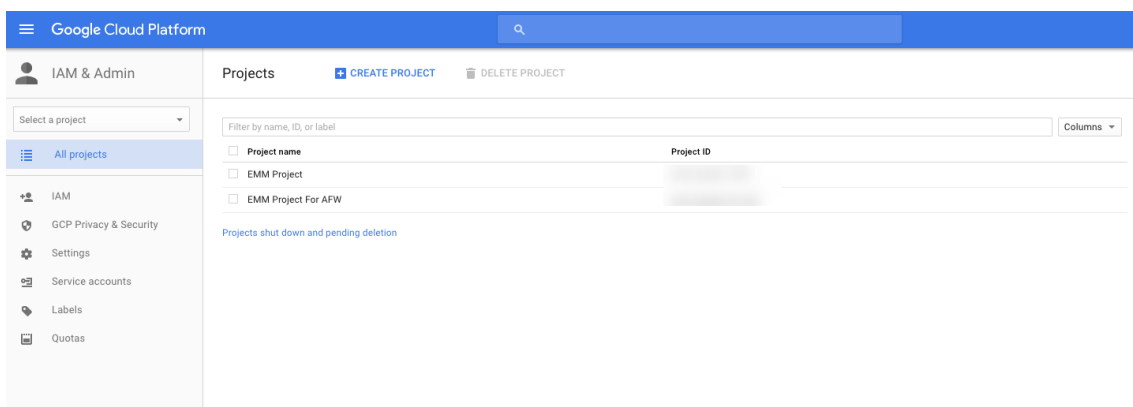 Google Cloud Platform
IAM & Admin
Projects CREATE PROJECT DELETE PROJECT
Select a project
Filter by name, ID, or label Columns
All projects
Project name Project ID
EMM Project
EMM Project For AFW
Projects shut down and pending deletion
IAM
GCP Privacy & Security
Settings
Service accounts
Labels
Quotas